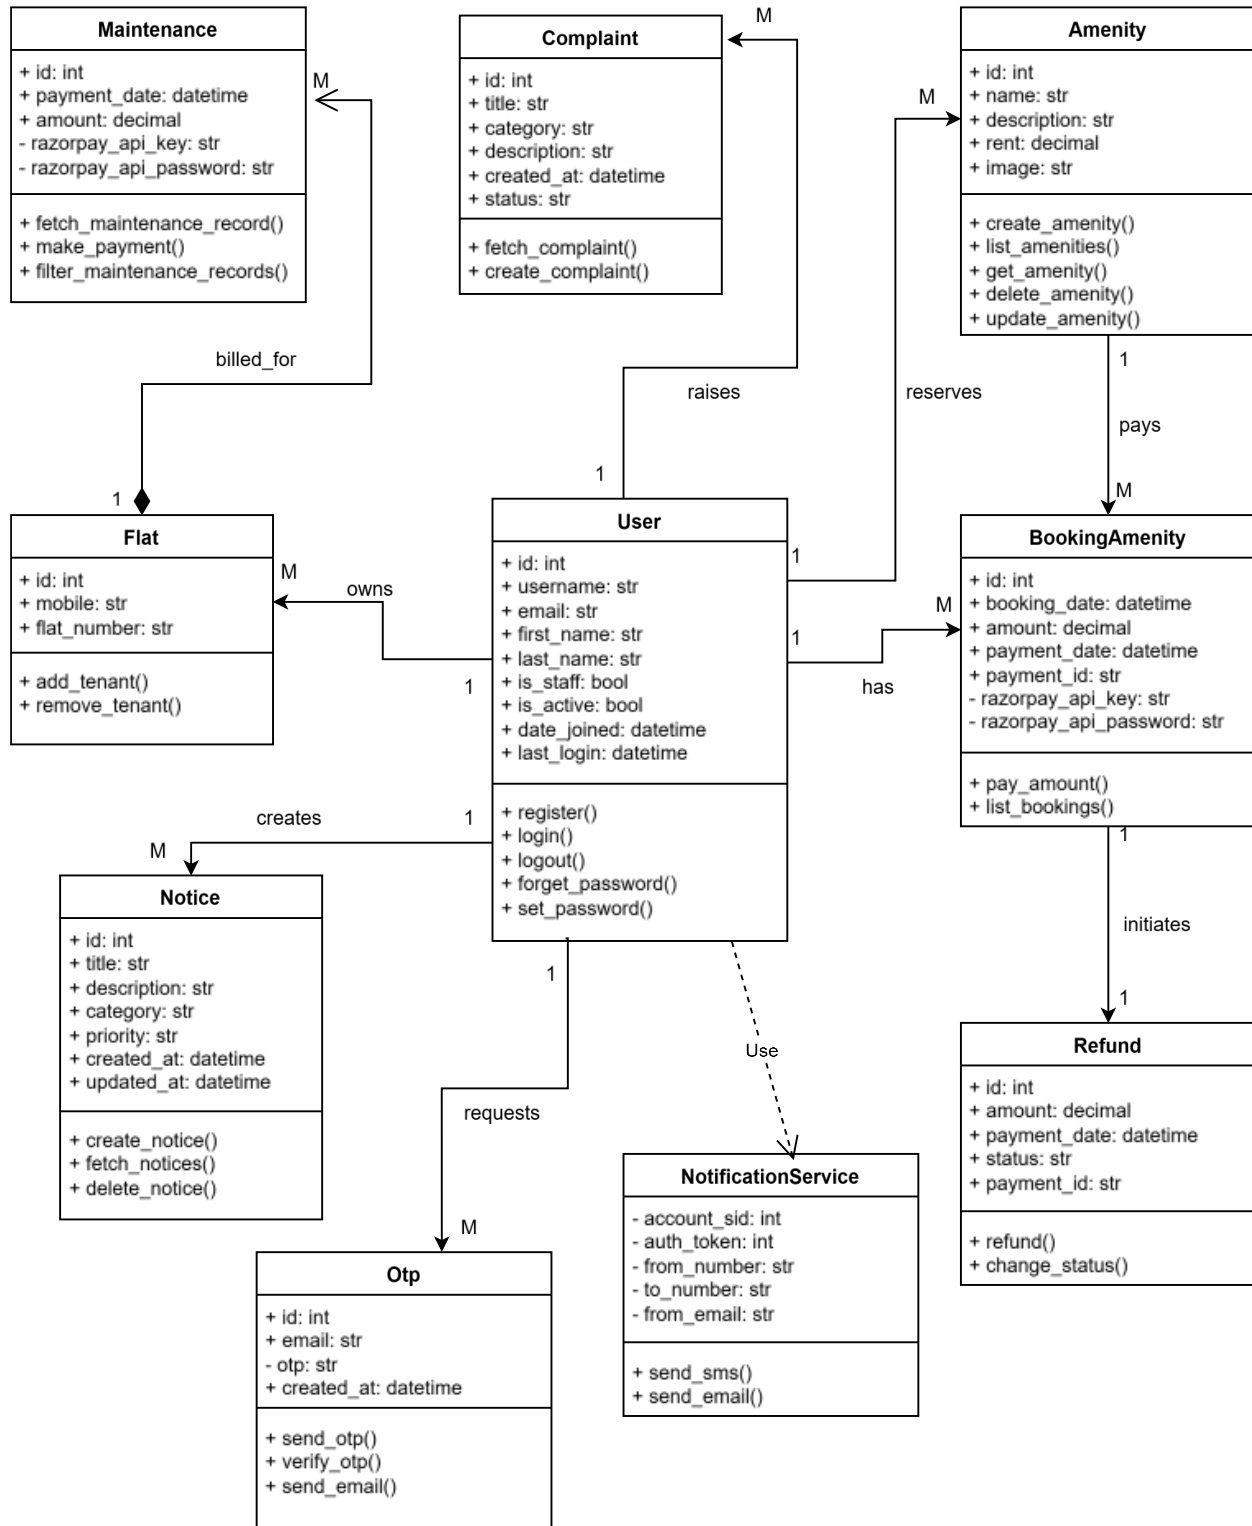 Maintenance
+ id: int
+ payment_date: datetime
+ amount: decimal
- razorpay_api_key: str
- razorpay_api_password: str
+ fetch_maintenance_record()
+ make_payment()
+ filter_maintenance_records()
M
billed_for
1
Complaint
+ id: int
+ title: str
+ category: str
+ description: str
+ created_at: datetime
+ status: str
+ fetch_complaint()
+ create_complaint()
M
raises
1
Amenity
+ id: int
+ name: str
+ description: str
+ rent: decimal
+ image: str
+ create_amenity()
+ list_amenities()
+ get_amenity()
+ delete_amenity()
+ update_amenity()
M
reserves
1
1
pays
M
Flat
+ id: int
+ mobile: str
+ flat_number: str
+ add_tenant()
+ remove_tenant()
M
owns
1
User
+ id: int
+ username: str
+ email: str
+ first_name: str
+ last_name: str
+ is_staff: bool
+ is_active: bool
+ date_joined: datetime
+ last_login: datetime
+ register()
+ login()
+ logout()
+ forget_password()
+ set_password()
1
has
M
BookingAmenity
+ id: int
+ booking_date: datetime
+ amount: decimal
+ payment_date: datetime
+ payment_id: str
- razorpay_api_key: str
- razorpay_api_password: str
+ pay_amount()
+ list_bookings()
1
initiates
1
creates
1
M
Notice
+ id: int
+ title: str
+ description: str
+ category: str
+ priority: str
+ created_at: datetime
+ updated_at: datetime
+ create_notice()
+ fetch_notices()
+ delete_notice()
1
requests
M
Otp
+ id: int
+ email: str
- otp: str
+ created_at: datetime
+ send_otp()
+ verify_otp()
+ send_email()
Use
NotificationService
- account_sid: int
- auth_token: int
- from_number: str
- to_number: str
- from_email: str
+ send_sms()
+ send_email()
Refund
+ id: int
+ amount: decimal
+ payment_date: datetime
+ status: str
+ payment_id: str
+ refund()
+ change_status()